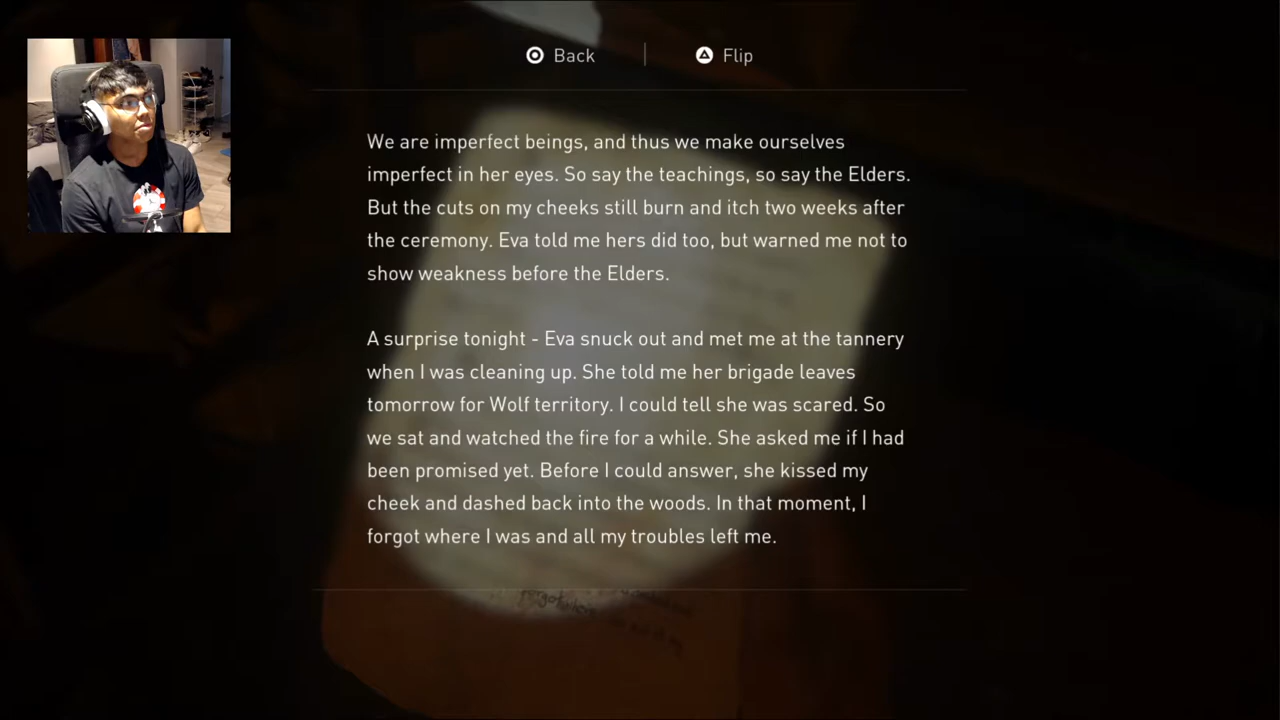 Back | Flip
We are imperfect beings, and thus we make ourselves
imperfect in her eyes. So say the teachings, so say the Elders.
But the cuts on my cheeks still burn and itch two weeks after
the ceremony. Eva told me hers did too, but warned me not to
show weakness before the Elders.
A surprise tonight - Eva snuck out and met me at the tannery
when I was cleaning up. She told me her brigade leaves
tomorrow for Wolf territory. I could tell she was scared. So
we sat and watched the fire for a while. She asked me if I had
been promised yet. Before I could answer, she kissed my
cheek and dashed back into the woods. In that moment, I
forgot where I was and all my troubles left me.